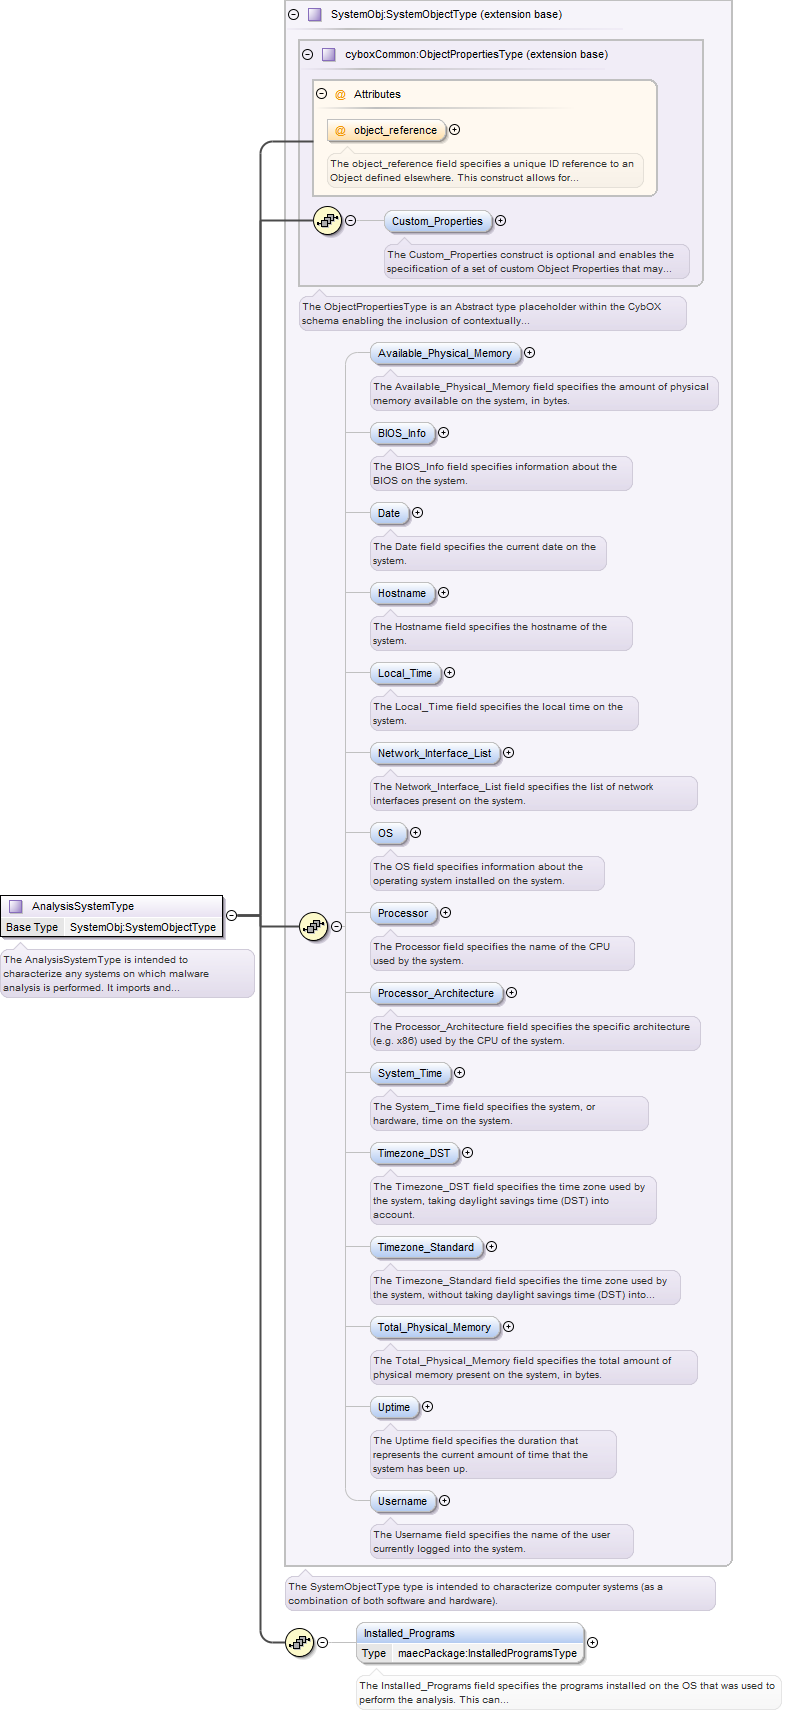 SystemObj:SystemObjectType (extension base)
cyboxCommon:ObjectPropertiesType (extension base)
@ Attributes
@ object_reference
The object_reference field specifies a unique ID reference to an
Object defined elsewhere. This construct allows for...
Custom_Properties
The Custom_Properties construct is optional and enables the
specification of a set of custom Object Properties that may...
The ObjectPropertiesType is an Abstract type placeholder within the CybOX
schema enabling the inclusion of contextually...
Available_Physical_Memory
The Available_Physical_Memory field specifies the amount of physical
memory available on the system, in bytes.
BIOS_Info
The BIOS_Info field specifies information about the
BIOS on the system.
Date
The Date field specifies the current date on the
system.
Hostname
The Hostname field specifies the hostname of the
system.
Local_Time
The Local_Time field specifies the local time on the
system.
Network_Interface_List
The Network_Interface_List field specifies the list of network
interfaces present on the system.
OS
The OS field specifies information about the
operating system installed on the system.
AnalysisSystemType
Base Type SystemObj:SystemObjectType
The AnalysisSystemType is intended to
characterize any systems on which malware
analysis is performed. It imports and...
Processor
The Processor field specifies the name of the CPU
used by the system.
Processor_Architecture
The Processor_Architecture field specifies the specific architecture
(e.g. x86) used by the CPU of the system.
System_Time
The System_Time field specifies the system, or
hardware, time on the system.
Timezone_DST
The Timezone_DST field specifies the time zone used by
the system, taking daylight savings time (DST) into
account.
Timezone_Standard
The Timezone_Standard field specifies the time zone used by
the system, without taking daylight savings time (DST) into...
Total_Physical_Memory
The Total_Physical_Memory field specifies the total amount of
physical memory present on the system, in bytes.
Uptime
The Uptime field specifies the duration that
represents the current amount of time that the
system has been up.
Username
The Username field specifies the name of the user
currently logged into the system.
The SystemObjectType type is intended to characterize computer systems (as a
combination of both software and hardware).
Installed_Programs
Type maecPackage:InstalledProgramsType
The Installed_Programs field specifies the programs installed on the OS that was used to
perform the analysis. This can...